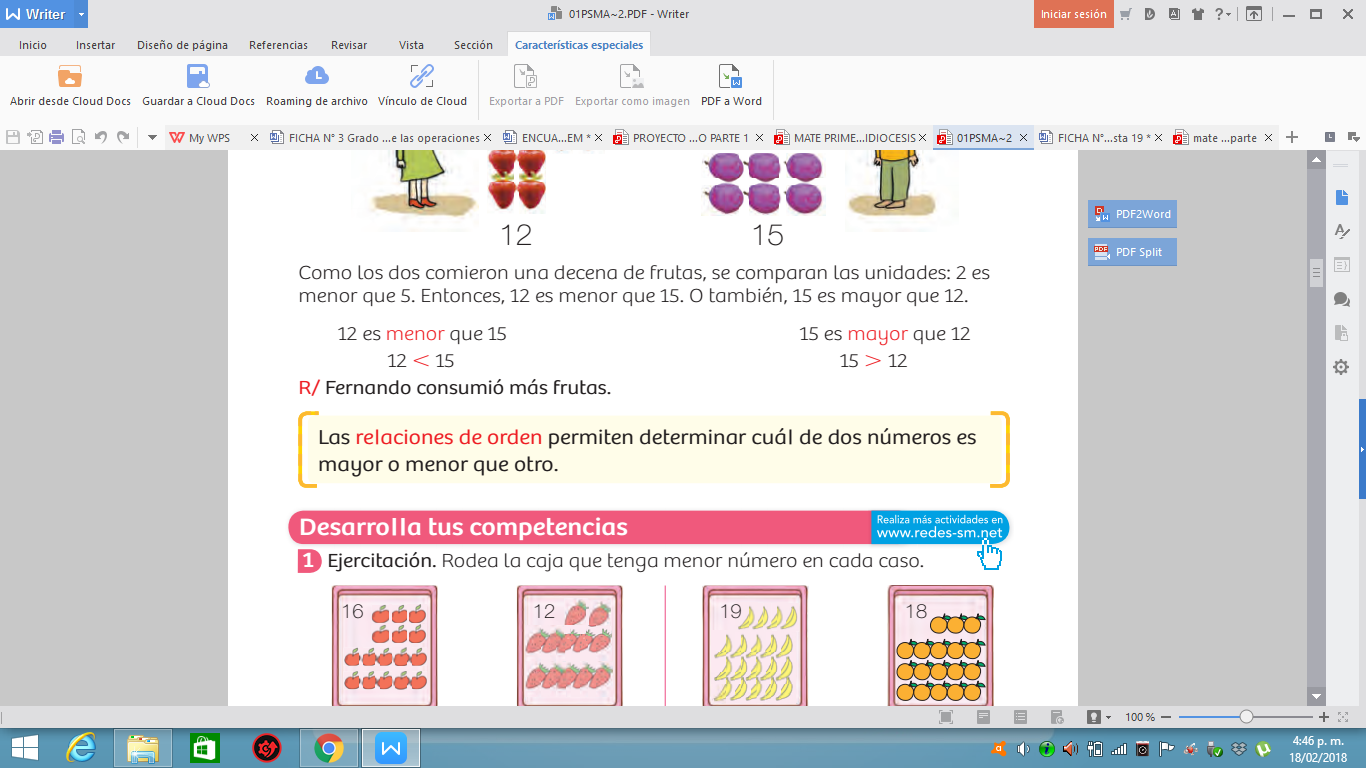 Writer
01PSMA~2.PDF - Writer
Iniciar sesión
Inicio Insertar Diseño de página Referencias Revisar Vista Sección Características especiales
Abrir desde Cloud Docs Guardar a Cloud Docs Roaming de archivo Vínculo de Cloud Exportar a PDF Exportar como imagen PDF a Word
My WPS FICHA N° 3 Grado ...e las operaciones ENCUA...EM * PROYECTO ...O PARTE 1 MATE PRIME...IDIOCESIS 01PSMA~2 FICHA N°...sta 19 * mate ...parte
PDF2Word
PDF Split
12 15
Como los dos comieron una decena de frutas, se comparan las unidades: 2 es
menor que 5. Entonces, 12 es menor que 15. O también, 15 es mayor que 12.
12 es menor que 15 15 es mayor que 12
12 < 15 15 > 12
R/ Fernando consumió más frutas.
Las relaciones de orden permiten determinar cuál de dos números es
mayor o menor que otro.
Desarrolla tus competencias
Realiza más actividades en
www.redes-sm.net
1 Ejercitación. Rodea la caja que tenga menor número en cada caso.
16 12 19 18
100 %
4:46 p. m.
18/02/2018